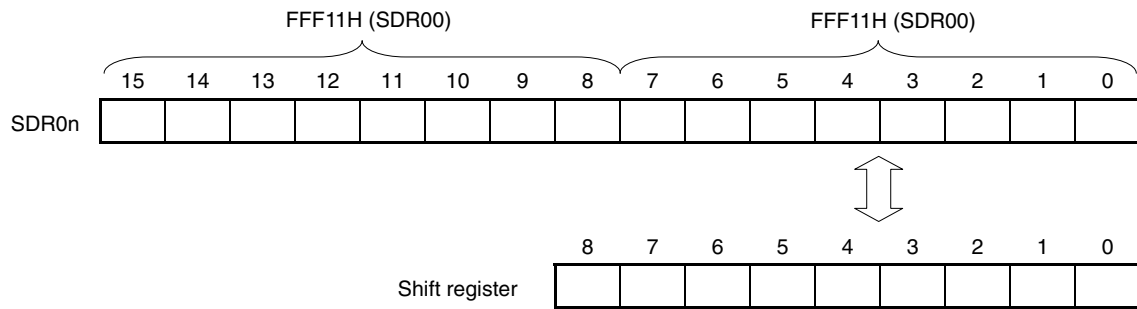 FFF11H (SDR00) FFF11H (SDR00)
15 14 13 12 11 10 9 8 7 6 5 4 3 2 1 0
SDR0n
8 7 6 5 4 3 2 1 0
Shift register